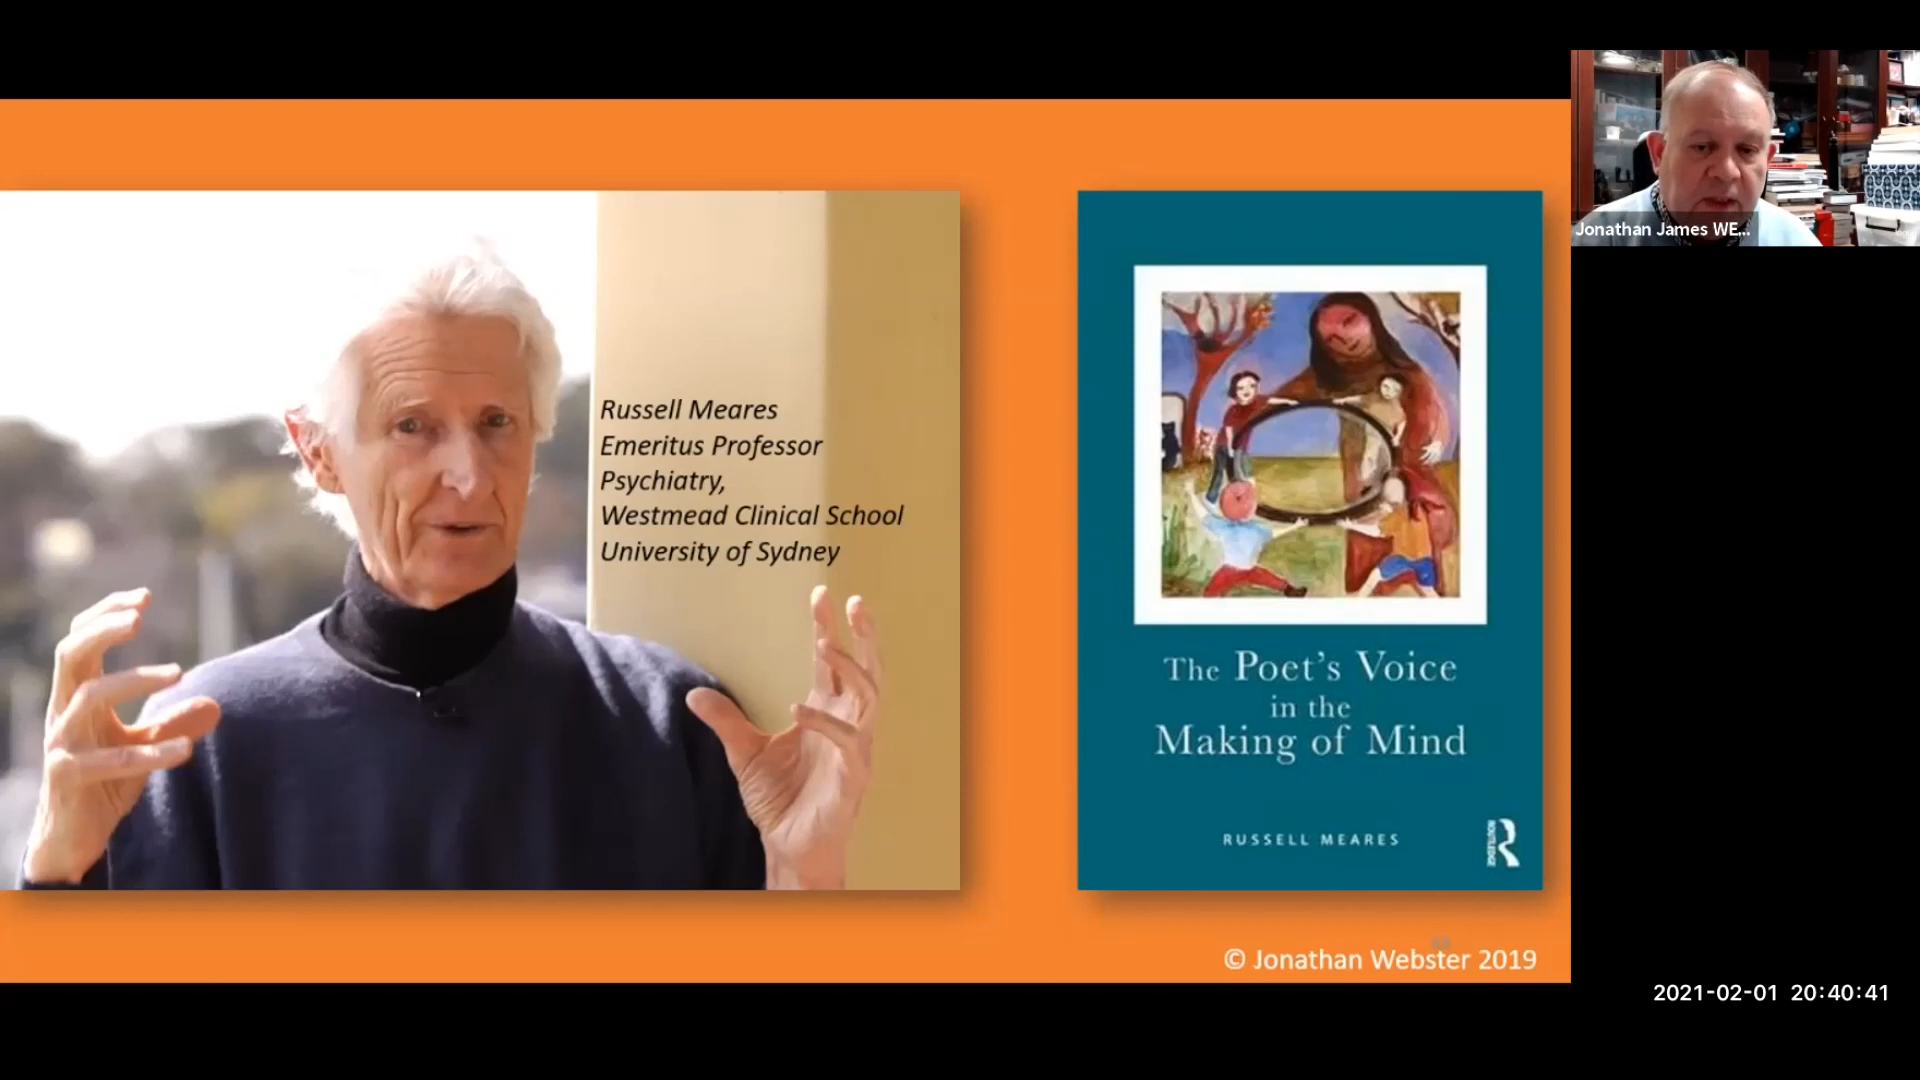 Jonathan James WE...
Russell Meares
Emeritus Professor
Psychiatry,
Westmead Clinical School
University of Sydney
The Poet's Voice
in the
Making of Mind
RUSSELL MEARES
ROUTLEDGE
© Jonathan Webster 2019
2021-02-01 20:40:41